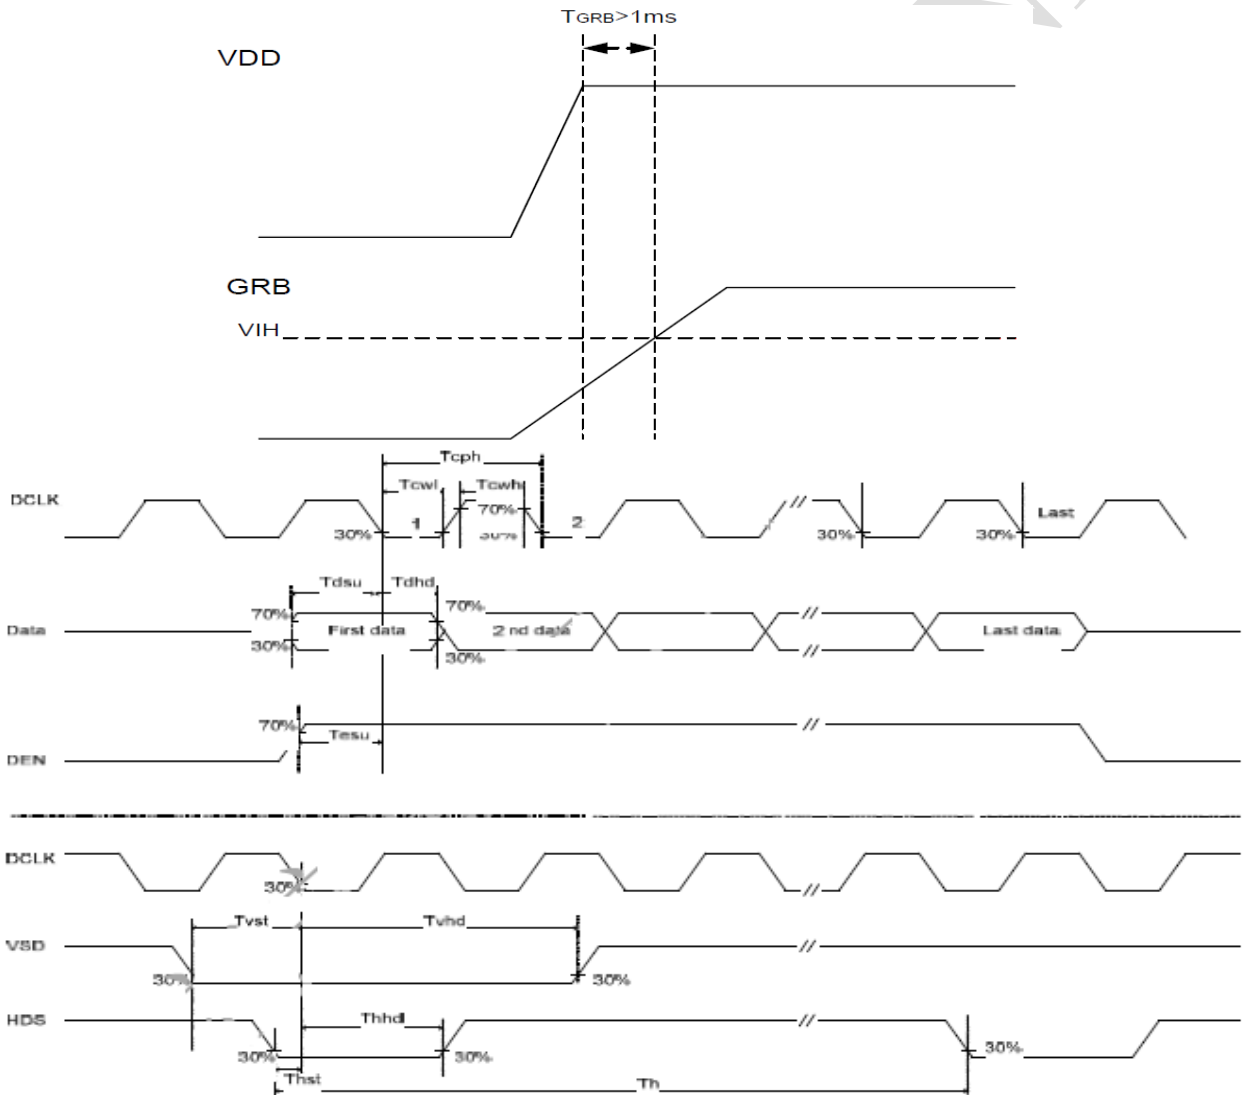 TGRB>1ms
VDD
GRB
VIH
Tcph
Tcwl Tcwh
DCLK
70%
1 2 Last
30% 30% 30% 30%
Tdsu Tdhd
70% 70%
Data First data 2 nd data Last data
30% 30%
70%
Tesu
DEN
DCLK
30%
Tvst Tvhd
VSD
30% 30%
HDS Thhd
30% 30% 30%
Thst Th